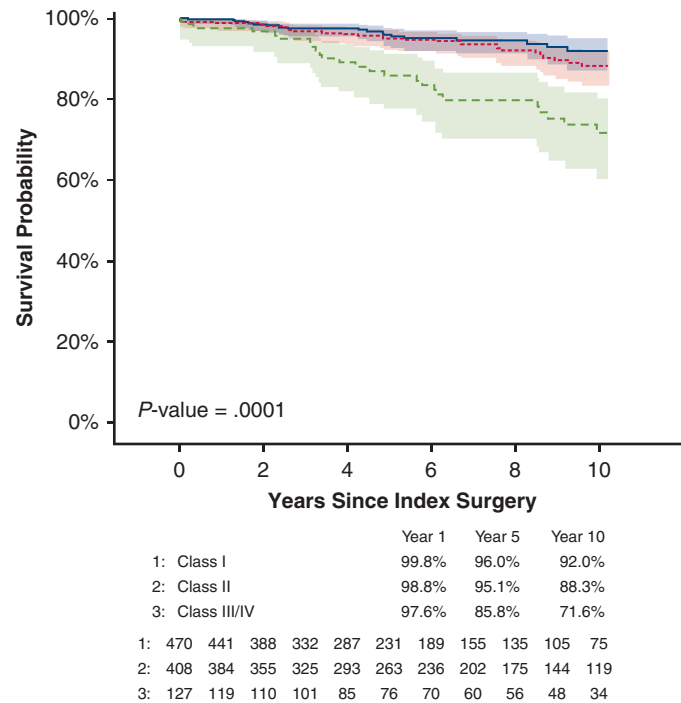 100%
80%
60%
40%
20%
0%
Survival Probability
P-value = .0001
0 2 4 6 8 10
Years Since Index Surgery
Year 1 Year 5 Year 10
1: Class I 99.8% 96.0% 92.0%
2: Class II 98.8% 95.1% 88.3%
3: Class III/IV 97.6% 85.8% 71.6%
1: 470 441 388 332 287 231 189 155 135 105 75
2: 408 384 355 325 293 263 236 202 175 144 119
3: 127 119 110 101 85 76 70 60 56 48 34